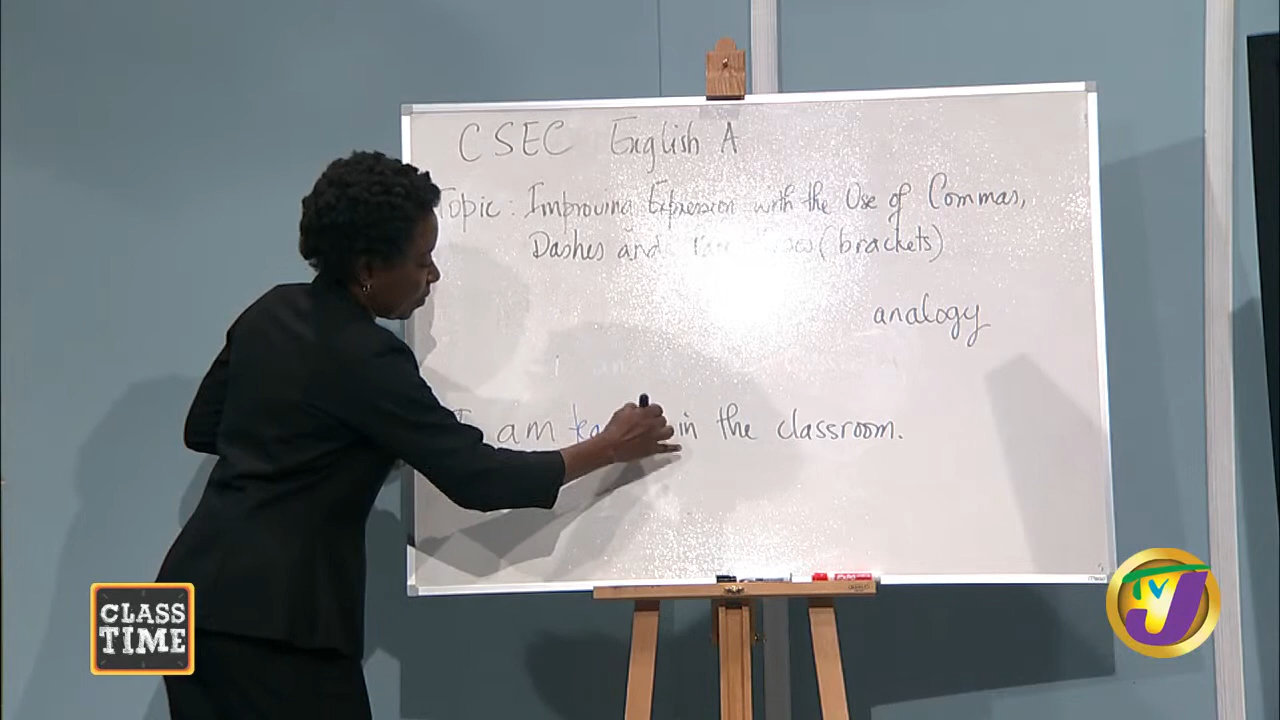 CSEC English A
Topic: Improving Expression with the Use of Commas,
Dashes and (brackets)
analogy
I am in the classroom.
CLASS
TIME
TVJ